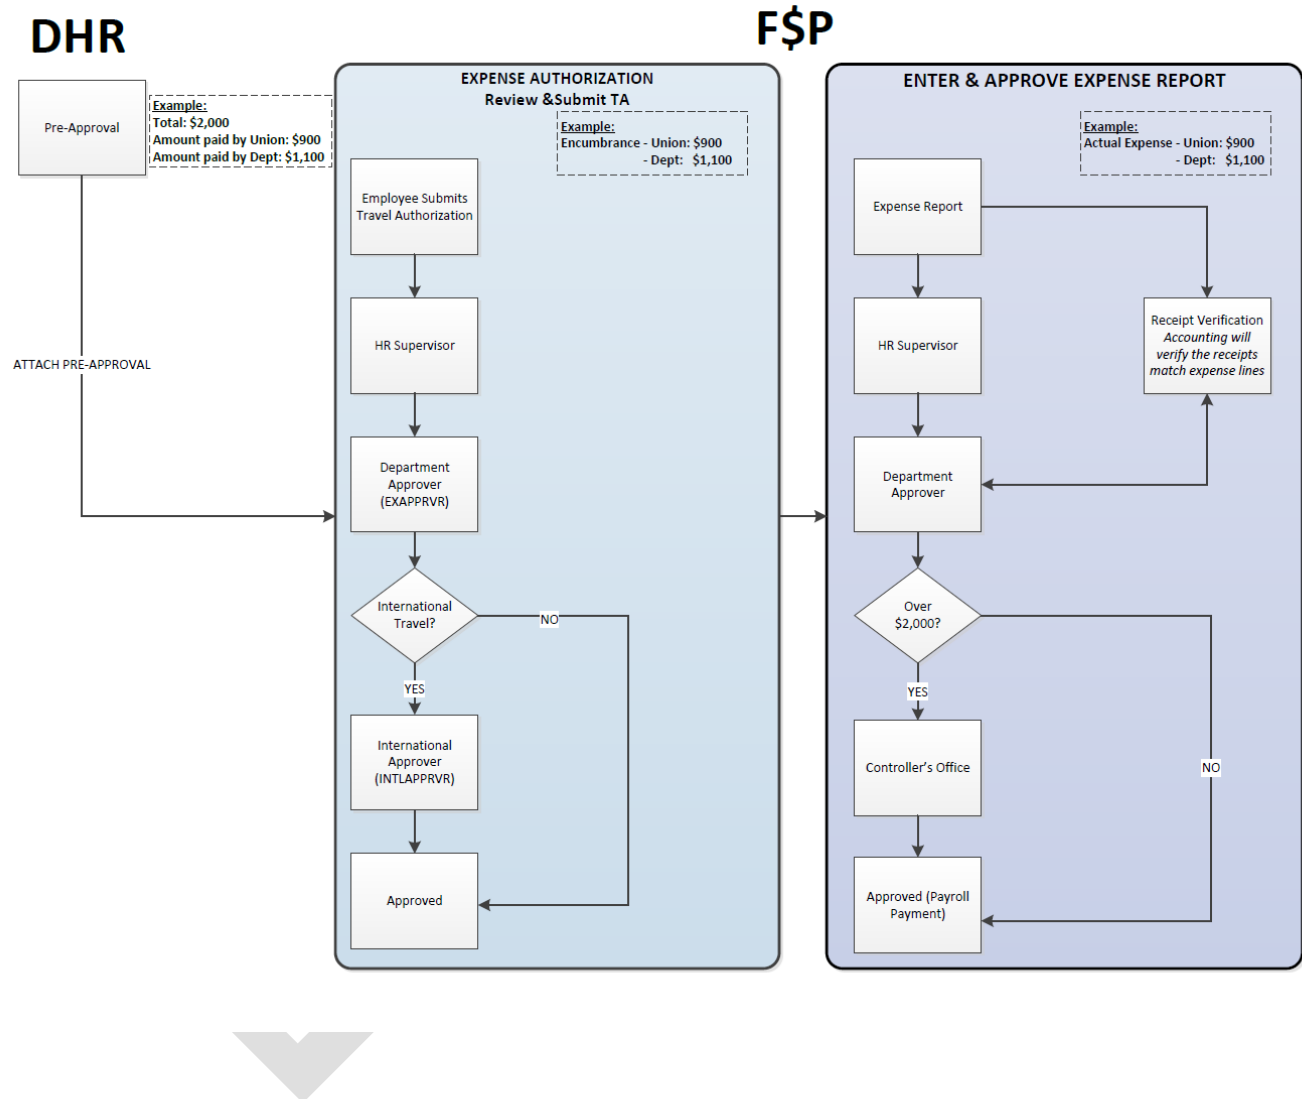 DHR
F$P
Pre-Approval
Example:
Total: $2,000
Amount paid by Union: $900
Amount paid by Dept: $1,100
ATTACH PRE-APPROVAL
EXPENSE AUTHORIZATION
Review &Submit TA
Example:
Encumbrance - Union: $900
- Dept: $1,100
Employee Submits
Travel Authorization
HR Supervisor
Department
Approver
(EXAPPRVR)
International
Travel?
NO
YES
International
Approver
(INTLAPPRVR)
Approved
ENTER & APPROVE EXPENSE REPORT
Example:
Actual Expense - Union: $900
- Dept: $1,100
Expense Report
HR Supervisor
Receipt Verification
Accounting will
verify the receipts
match expense lines
Department
Approver
Over
$2,000?
YES
Controller’s Office
NO
Approved (Payroll
Payment)